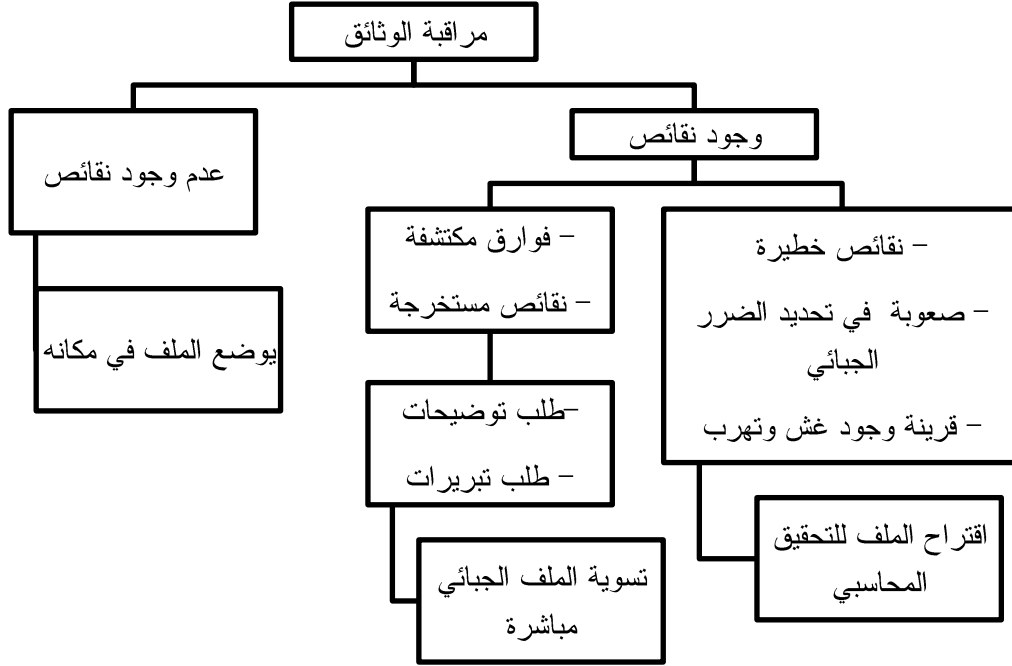 مراقبة الوثائق
وجود نقائص
عدم وجود نقائص
– نقائص خطيرة
– صعوبة في تحديد الضرر
الجبائي
– قرينة وجود غش وتهرب
– فوارق مكتشفة
– نقائص مستخرجة
يوضع الملف في مكانه
–طلب توضيحات
– طلب تبريرات
اقتراح الملف للتحقيق
المحاسبي
تسوية الملف الجبائي
مباشرة